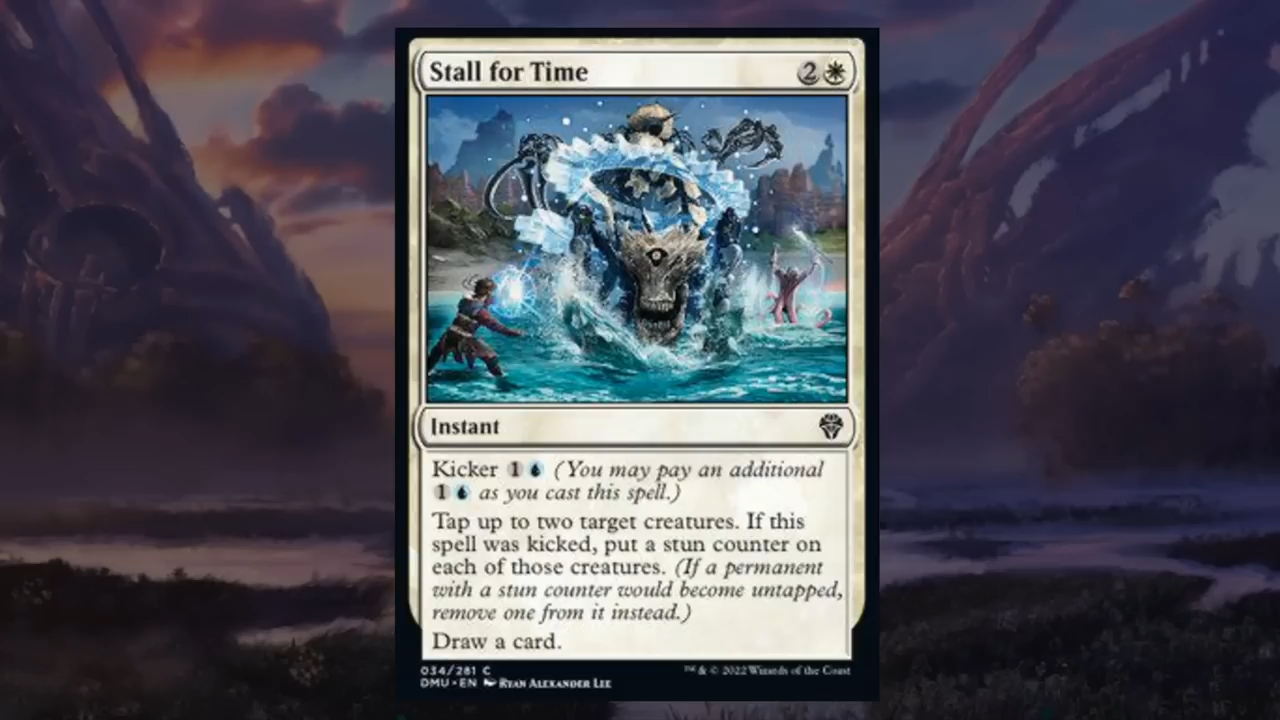 Stall for Time 2
Instant
Kicker 1 (You may pay an additional
1 as you cast this spell.)
Tap up to two target creatures. If this
spell was kicked, put a stun counter on
each of those creatures. (If a permanent
with a stun counter would become untapped,
remove one from it instead.)
Draw a card.
034/281 C
™ & © 2022 Wizards of the Coast
DMU • EN Ryan Alexander Lee